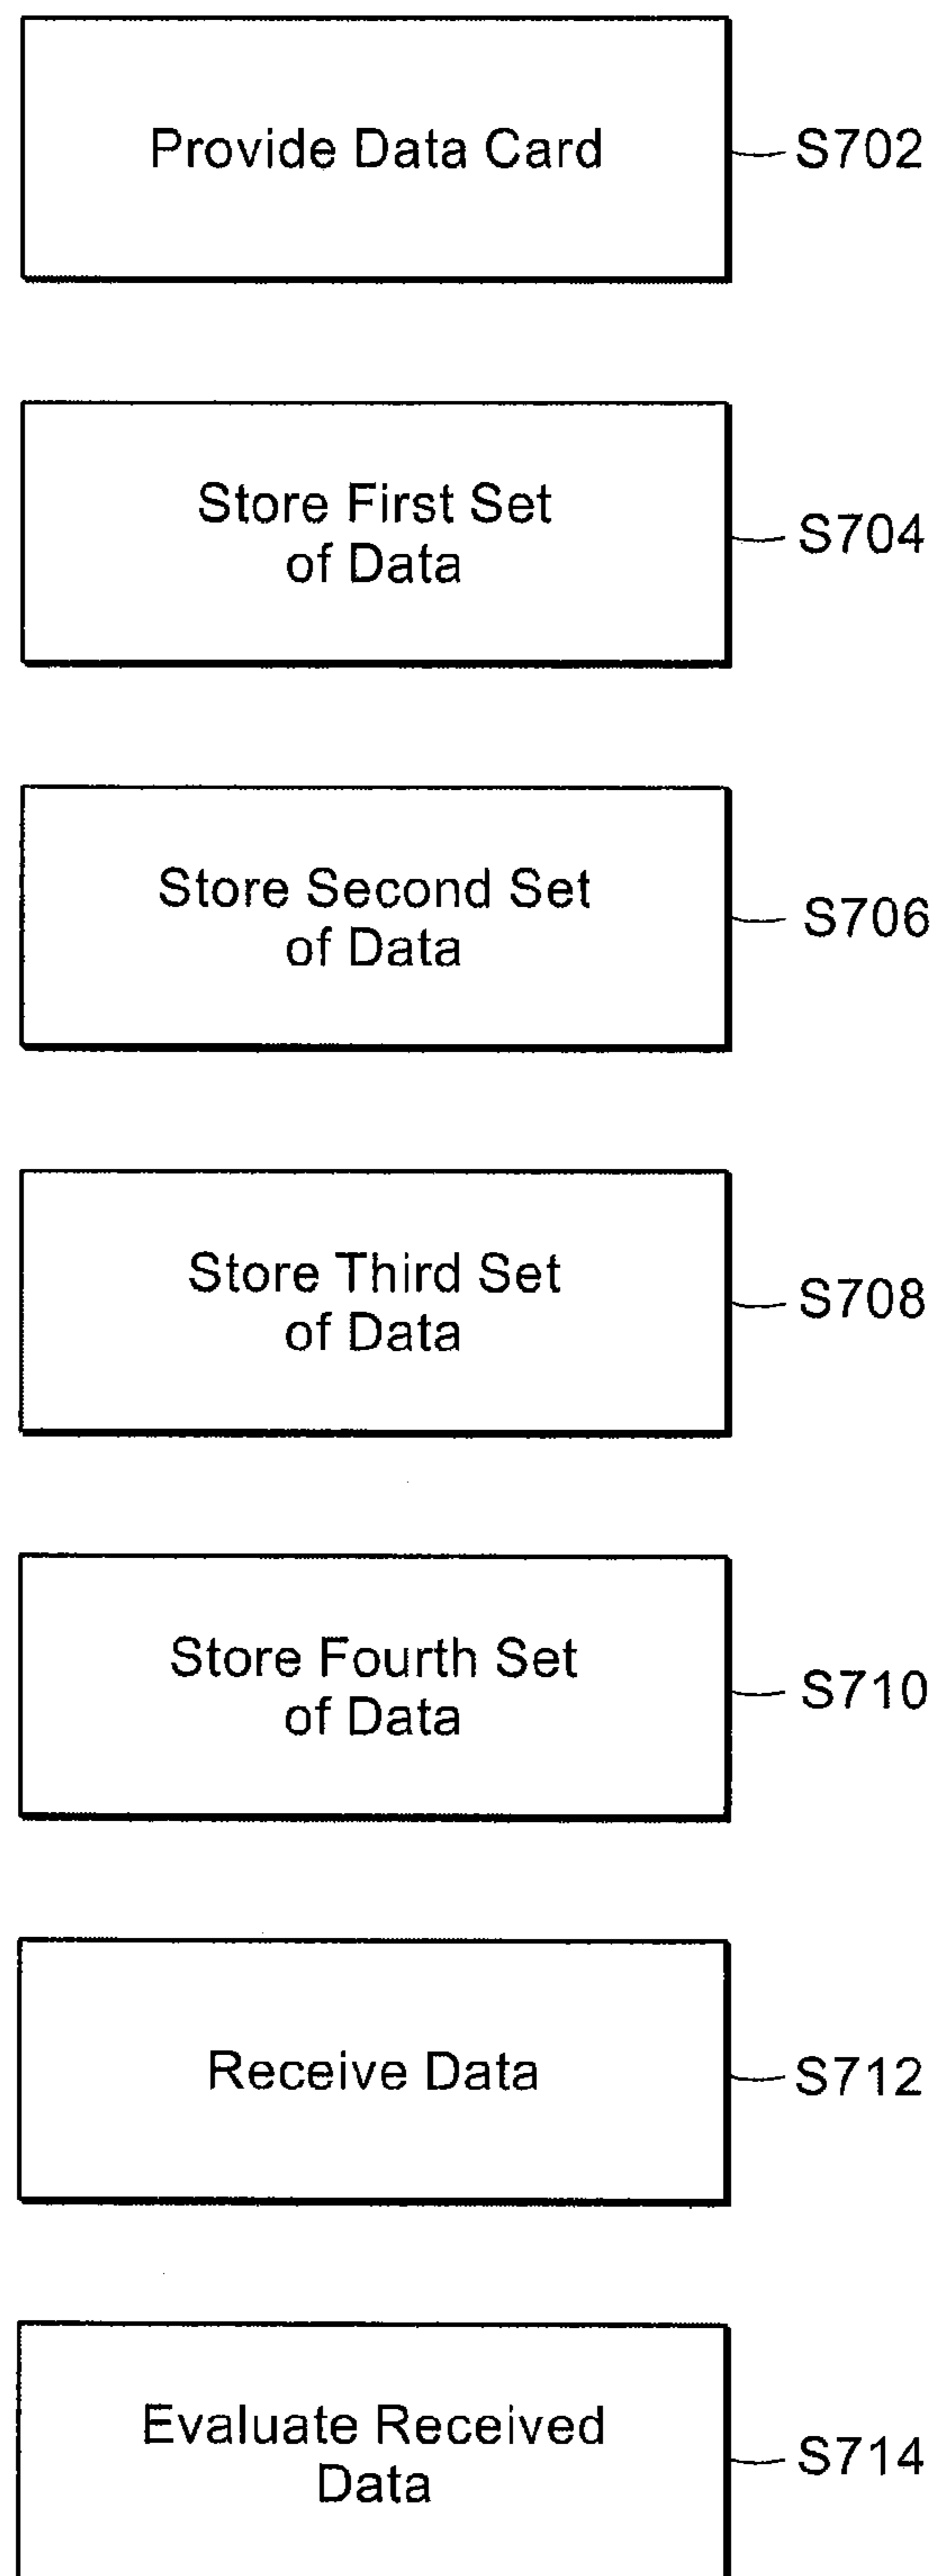 Provide Data Card
S702
Store First Set
of Data
S704
Store Second Set
of Data
S706
Store Third Set
of Data
S708
Store Fourth Set
of Data
S710
Receive Data
S712
Evaluate Received
Data
S714